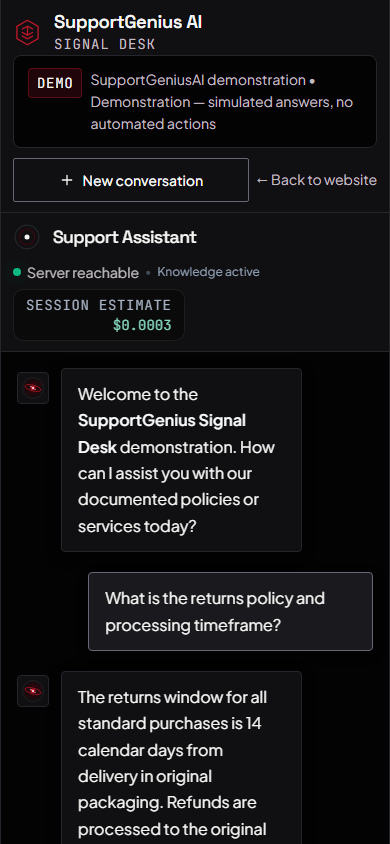 SupportGenius AI
SIGNAL DESK
DEMO
SupportGeniusAI demonstration •
Demonstration — simulated answers, no
automated actions
+ New conversation
← Back to website
Support Assistant
Server reachable • Knowledge active
SESSION ESTIMATE
$0.0003
Welcome to the
SupportGenius Signal
Desk demonstration. How
can I assist you with our
documented policies or
services today?
What is the returns policy and
processing timeframe?
The returns window for all
standard purchases is 14
calendar days from
delivery in original
packaging. Refunds are
processed to the original